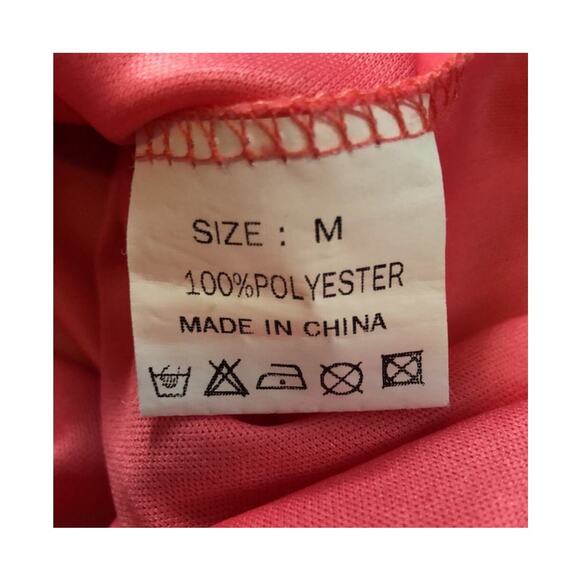 SIZE : M
100%POLYESTER
MADE IN CHINA